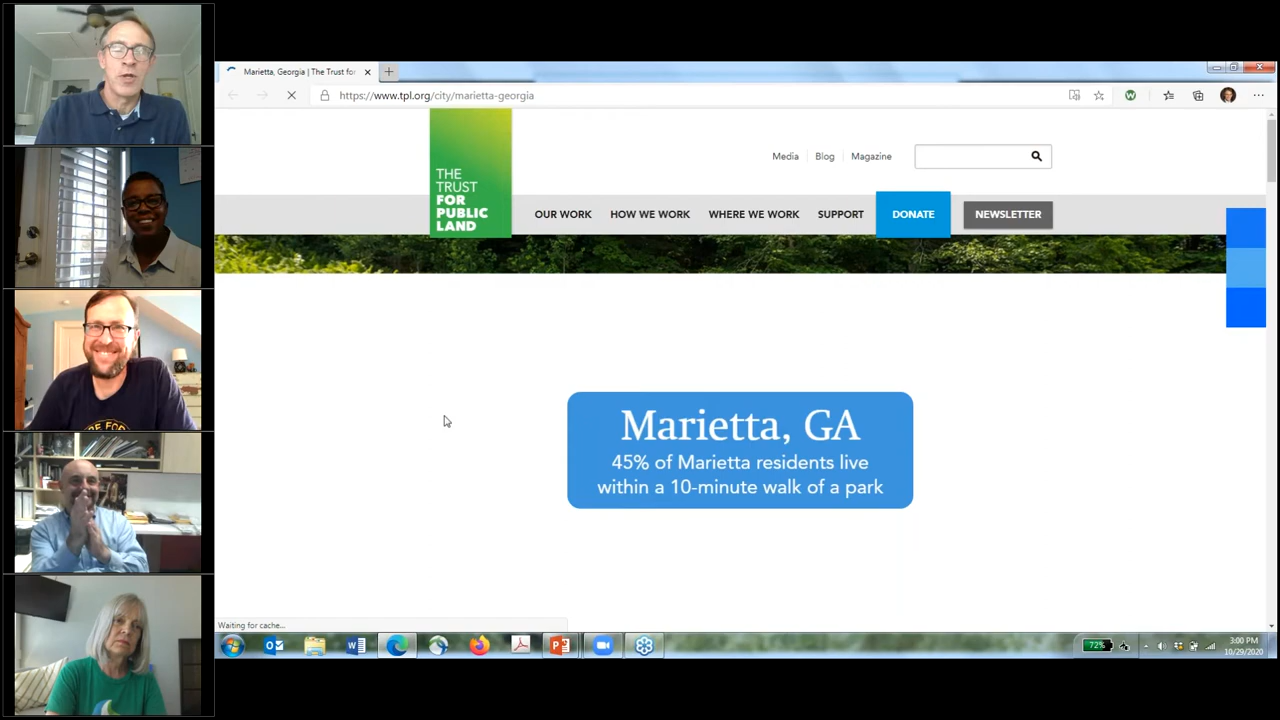 Marietta, Georgia | The Trust for
https://www.tpl.org/city/marietta-georgia
THE
TRUST
FOR
PUBLIC
LAND
Media
Blog
Magazine
OUR WORK
HOW WE WORK
WHERE WE WORK
SUPPORT
DONATE
NEWSLETTER
Marietta, GA
45% of Marietta residents live
within a 10-minute walk of a park
Waiting for cache...
72%
3:00 PM
10/29/2020